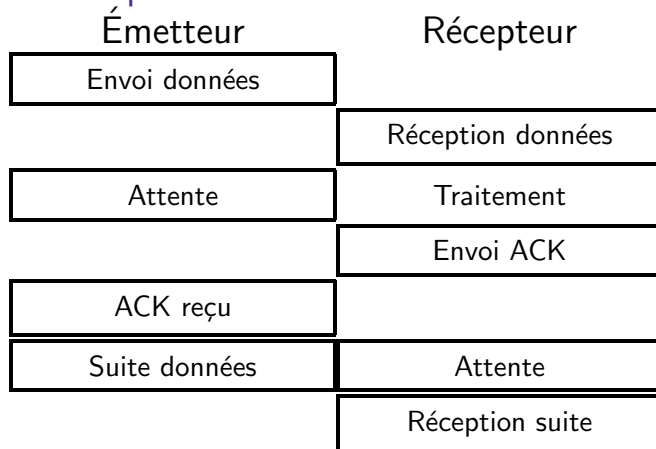 Émetteur Récepteur
Envoi données
Réception données
Attente Traitement
Envoi ACK
ACK reçu
Suite données Attente
Réception suite